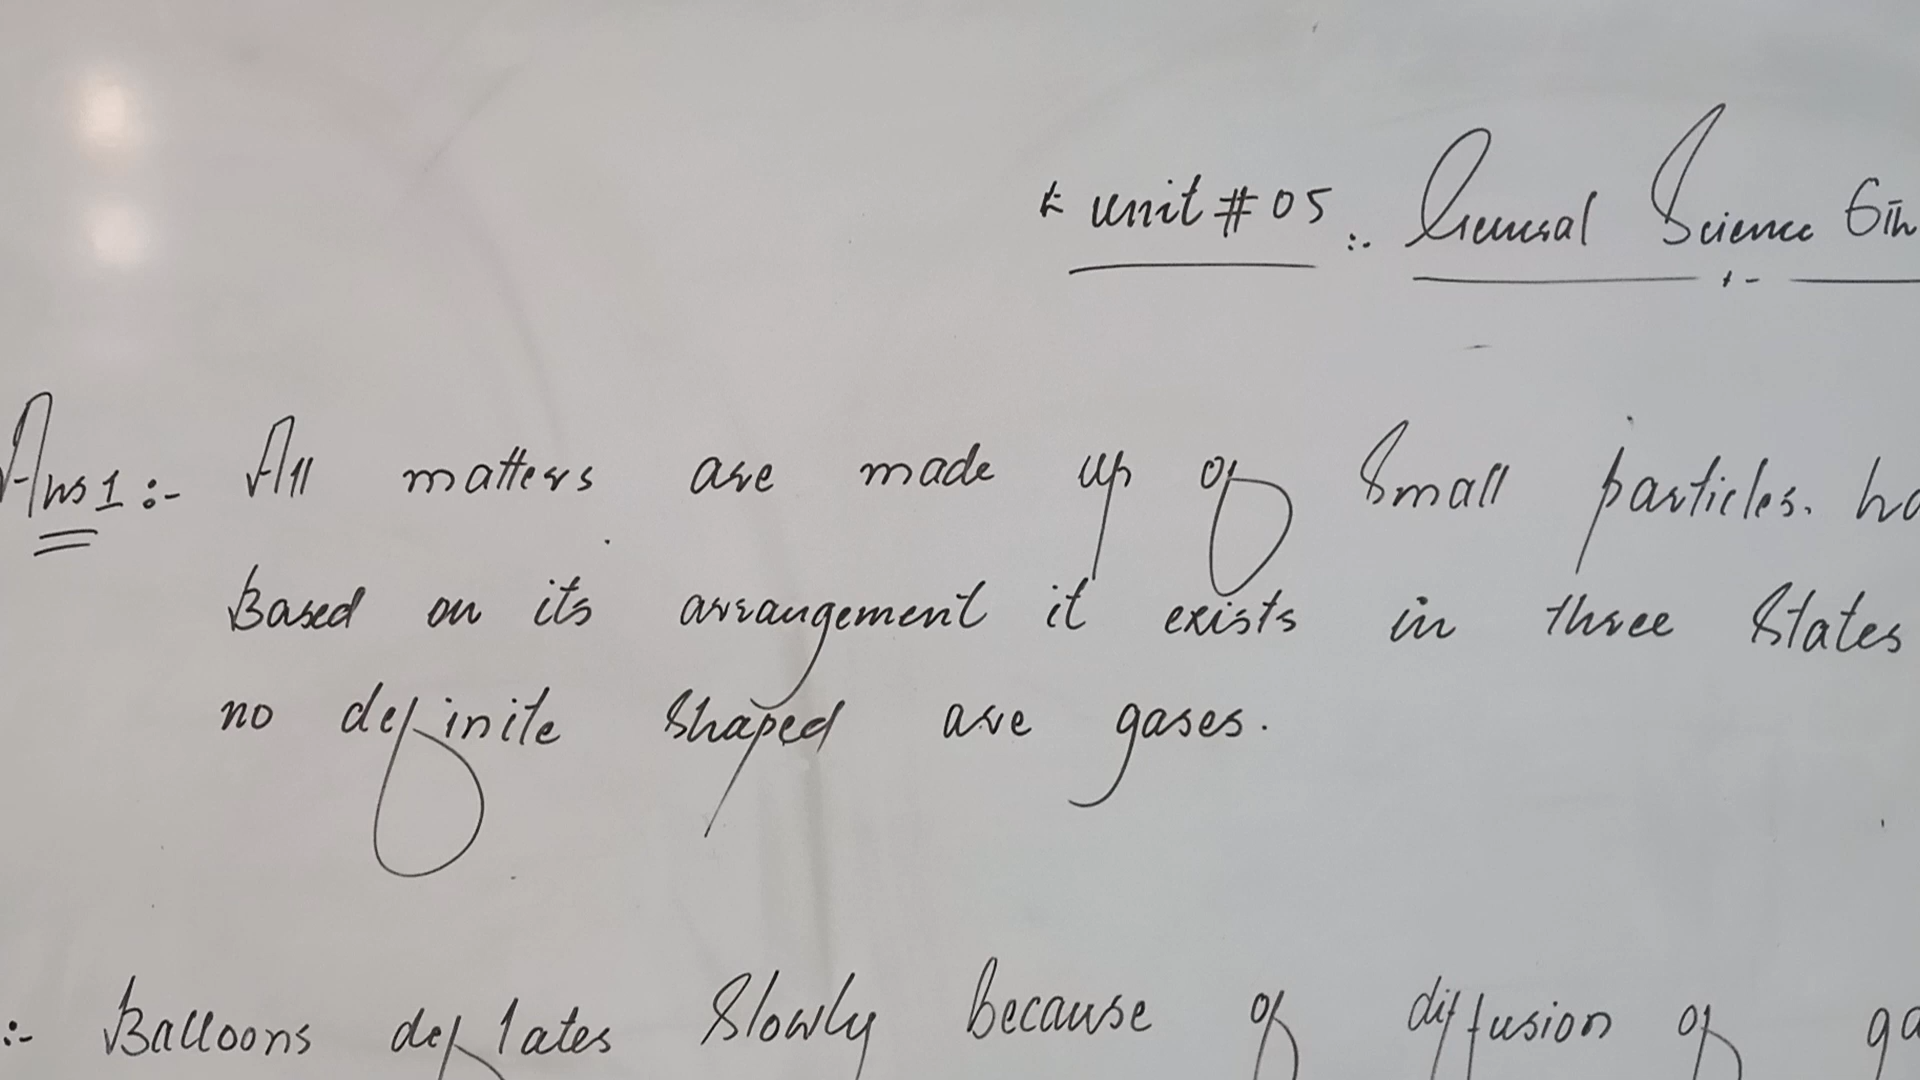 * unit # 05 :. General Science 6th
Ans 1 :- All matters are made up of Small particles.
Based on its arrangement it exists in three States
no definite shaped are gases.
:- Balloons deflates Slowly because of diffusion of